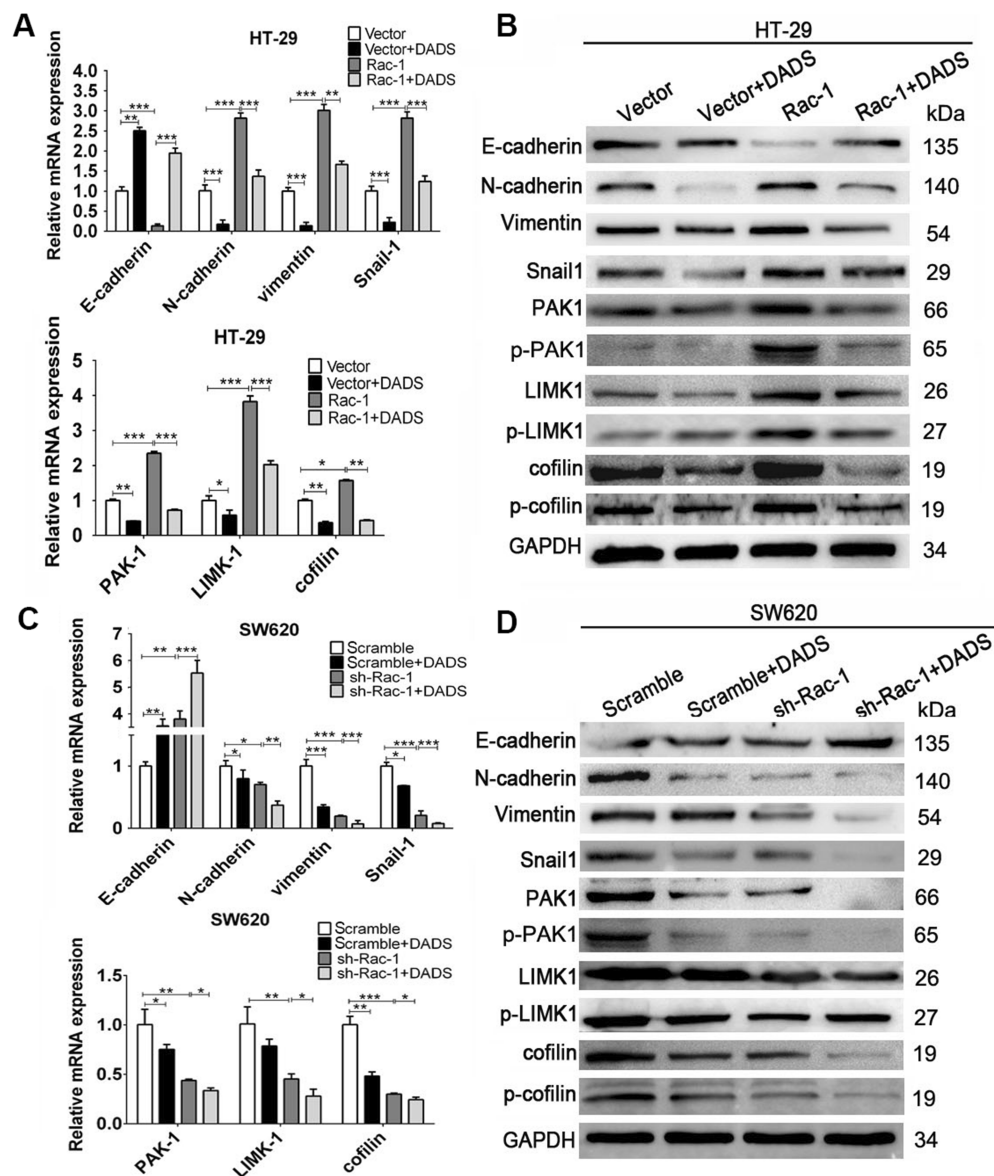 A
HT-29
Vector
Vector+DADS
Rac-1
Rac-1+DADS
Relative mRNA expression
4.0
3.5
3.0
2.5
2.0
1.5
1.0
0.5
0.0
*** *** *** *** ** *** ***
** *** *** *** ***
E-cadherin
N-cadherin
vimentin
Snail-1
HT-29
Vector
Vector+DADS
Rac-1
Rac-1+DADS
Relative mRNA expression
5
4
3
2
1
0
*** *** *** *** * **
** * **
PAK-1
LIMK-1
cofilin
B
HT-29
Vector
Vector+DADS
Rac-1
Rac-1+DADS
kDa
E-cadherin 135
N-cadherin 140
Vimentin 54
Snail1 29
PAK1 66
p-PAK1 65
LIMK1 26
p-LIMK1 27
cofilin 19
p-cofilin 19
GAPDH 34
C
SW620
Scramble
Scramble+DADS
sh-Rac-1
sh-Rac-1+DADS
Relative mRNA expression
7
6
5
4
1
0
** *** * ** *** *** *** ***
** * *** *
E-cadherin
N-cadherin
vimentin
Snail-1
SW620
Scramble
Scramble+DADS
sh-Rac-1
sh-Rac-1+DADS
Relative mRNA expression
1.5
1.0
0.5
0.0
** * ** * *** *
* **
PAK-1
LIMK-1
cofilin
D
SW620
Scramble
Scramble+DADS
sh-Rac-1
sh-Rac-1+DADS
kDa
E-cadherin 135
N-cadherin 140
Vimentin 54
Snail1 29
PAK1 66
p-PAK1 65
LIMK1 26
p-LIMK1 27
cofilin 19
p-cofilin 19
GAPDH 34